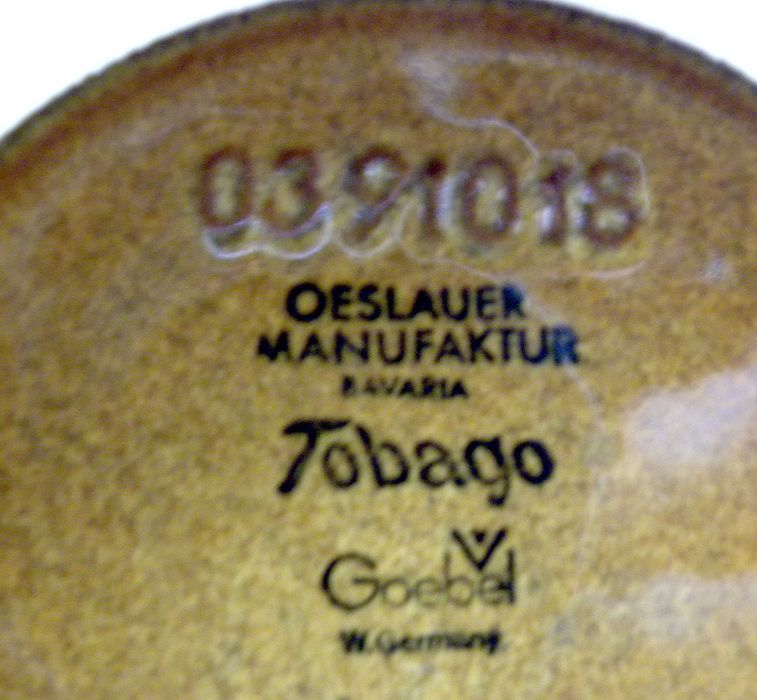 0391018
OESLAUER
MANUFAKTUR
BAVARIA
Tobago
Goebel
W.Germany.